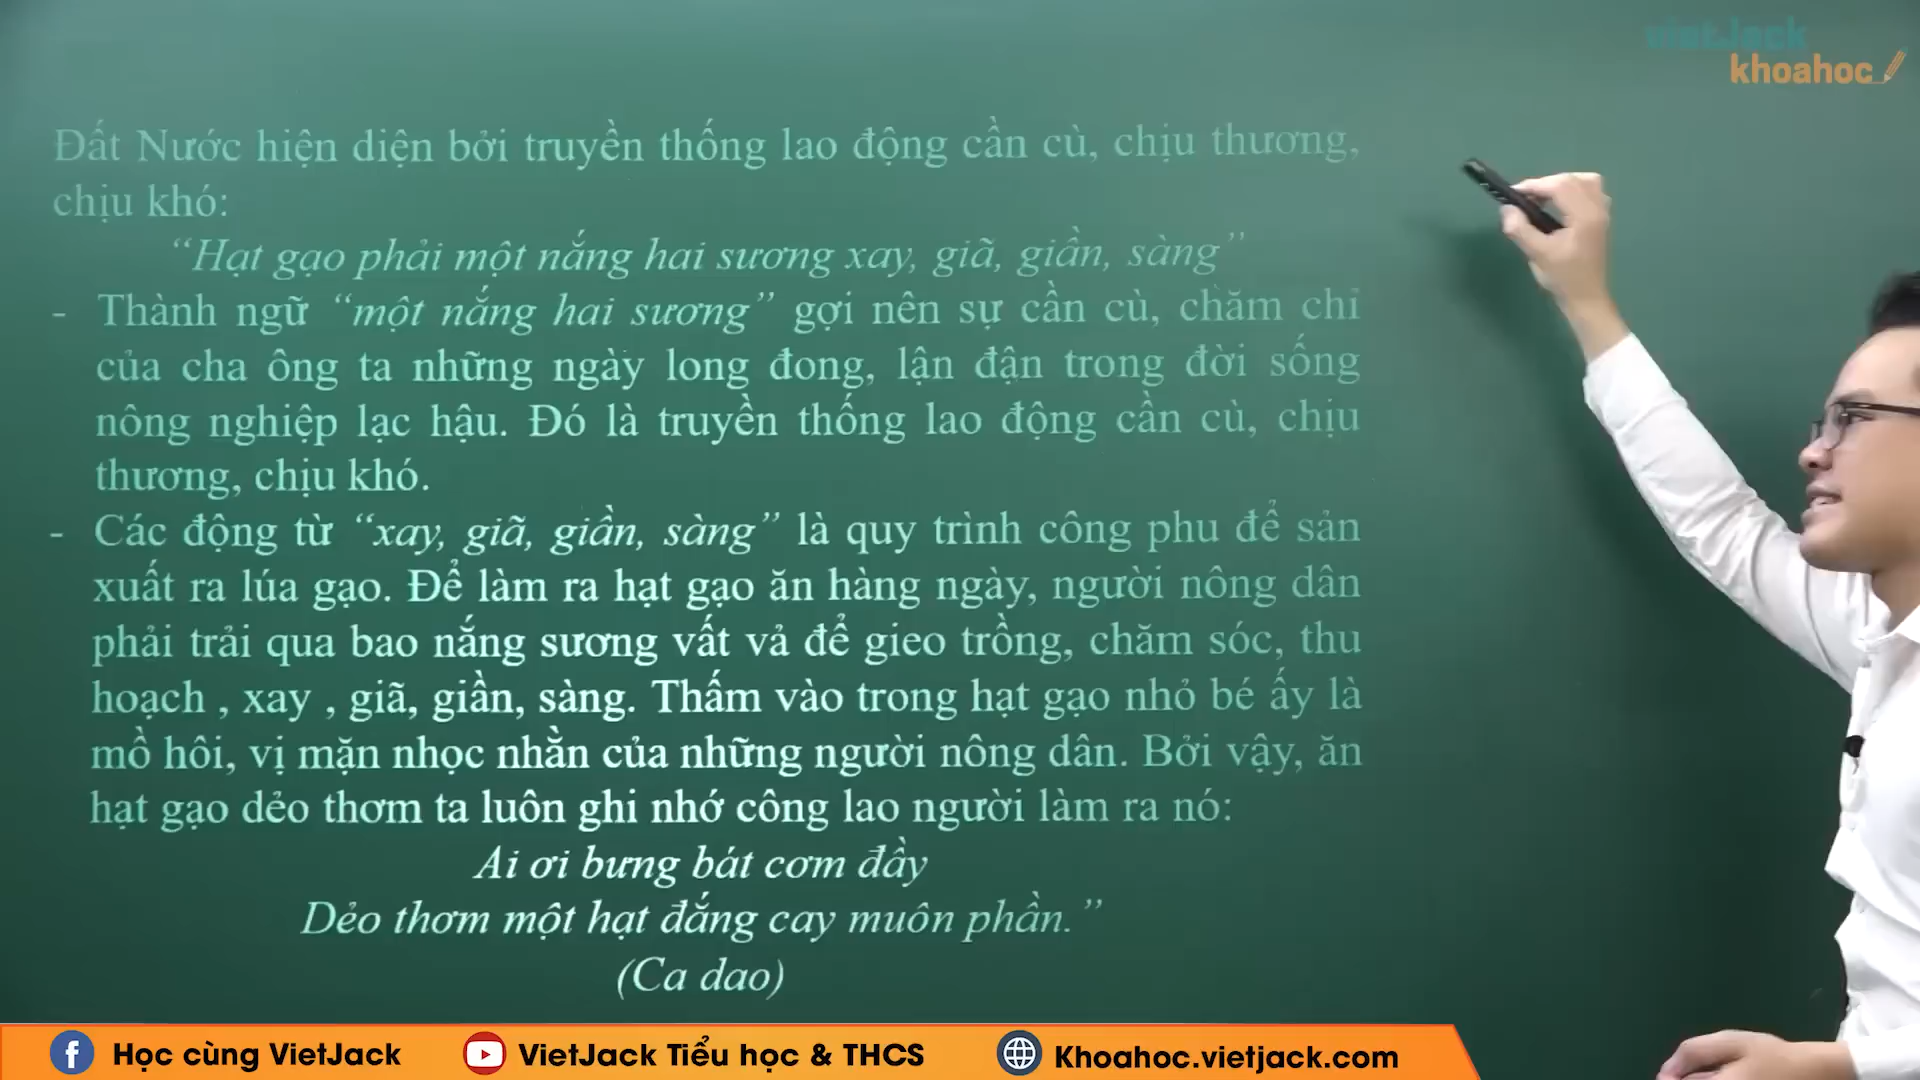 vietJack
khoahoc
Đất Nước hiện diện bởi truyền thống lao động cần cù, chịu thương,
chịu khó:
“Hạt gạo phải một nắng hai sương xay, giã, giần, sàng”
- Thành ngữ “một nắng hai sương” gợi nên sự cần cù, chăm chỉ
của cha ông ta những ngày long đong, lận đận trong đời sống
nông nghiệp lạc hậu. Đó là truyền thống lao động cần cù, chịu
thương, chịu khó.
- Các động từ “xay, giã, giần, sàng” là quy trình công phu để sản
xuất ra lúa gạo. Để làm ra hạt gạo ăn hàng ngày, người nông dân
phải trải qua bao nắng sương vất vả để gieo trồng, chăm sóc, thu
hoạch , xay , giã, giần, sàng. Thấm vào trong hạt gạo nhỏ bé ấy là
mồ hôi, vị mặn nhọc nhằn của những người nông dân. Bởi vậy, ăn
hạt gạo dẻo thơm ta luôn ghi nhớ công lao người làm ra nó:
Ai ơi bưng bát cơm đầy
Dẻo thơm một hạt đắng cay muôn phần.”
(Ca dao)
Học cùng VietJack
VietJack Tiểu học & THCS
Khoahoc.vietjack.com